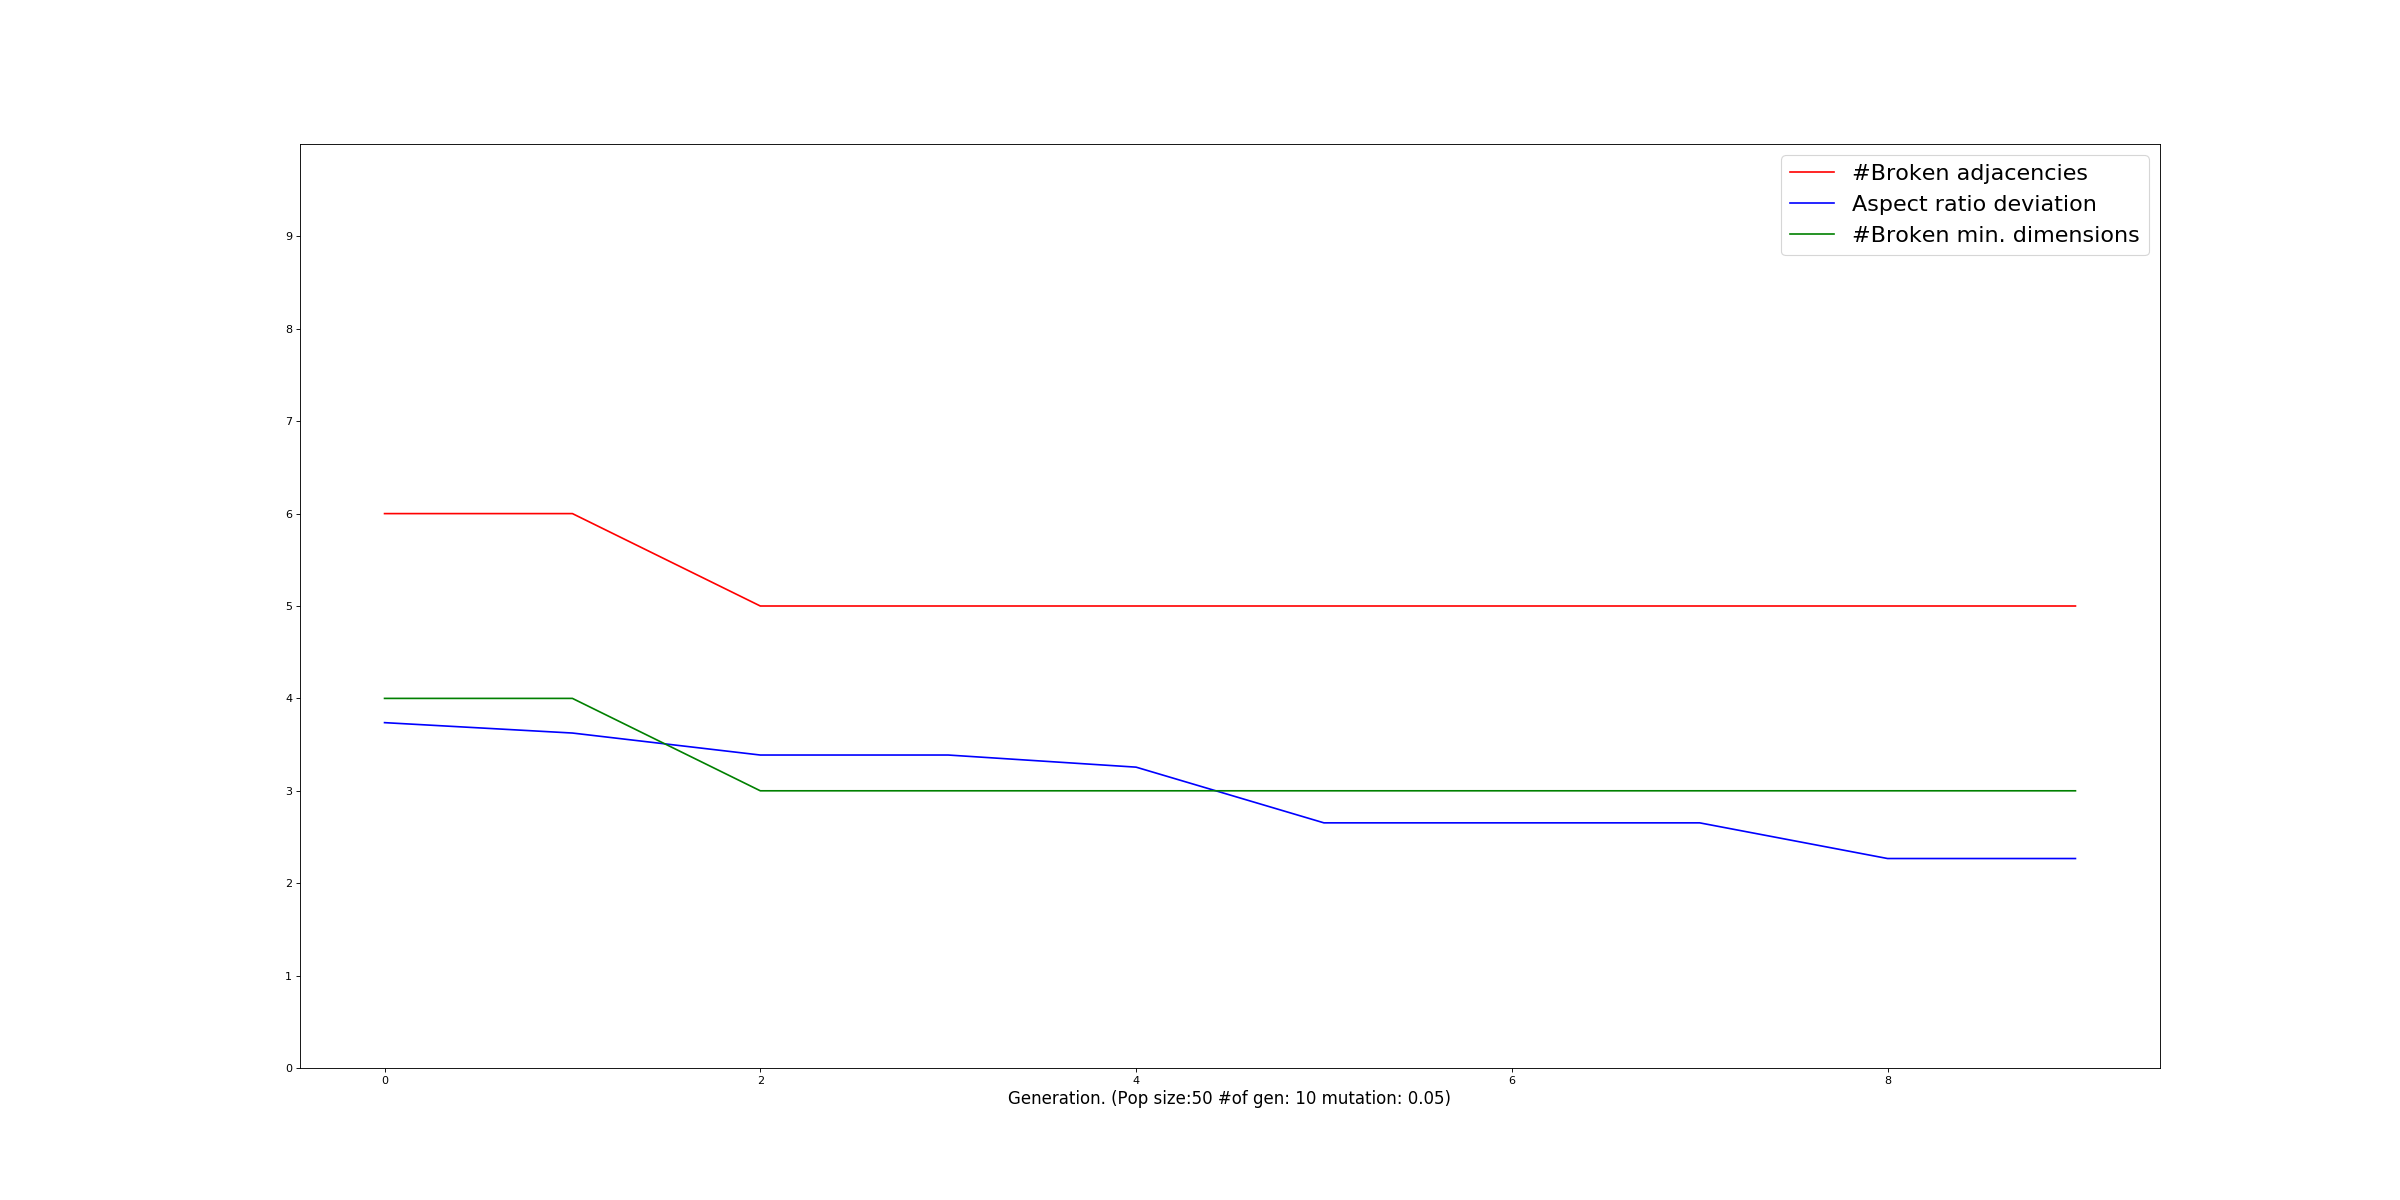 #Broken adjacencies
Aspect ratio deviation
#Broken min. dimensions
9
8
7
6
5
4
3
2
1
0
0 2 4 6 8
Generation. (Pop size:50 #of gen: 10 mutation: 0.05)